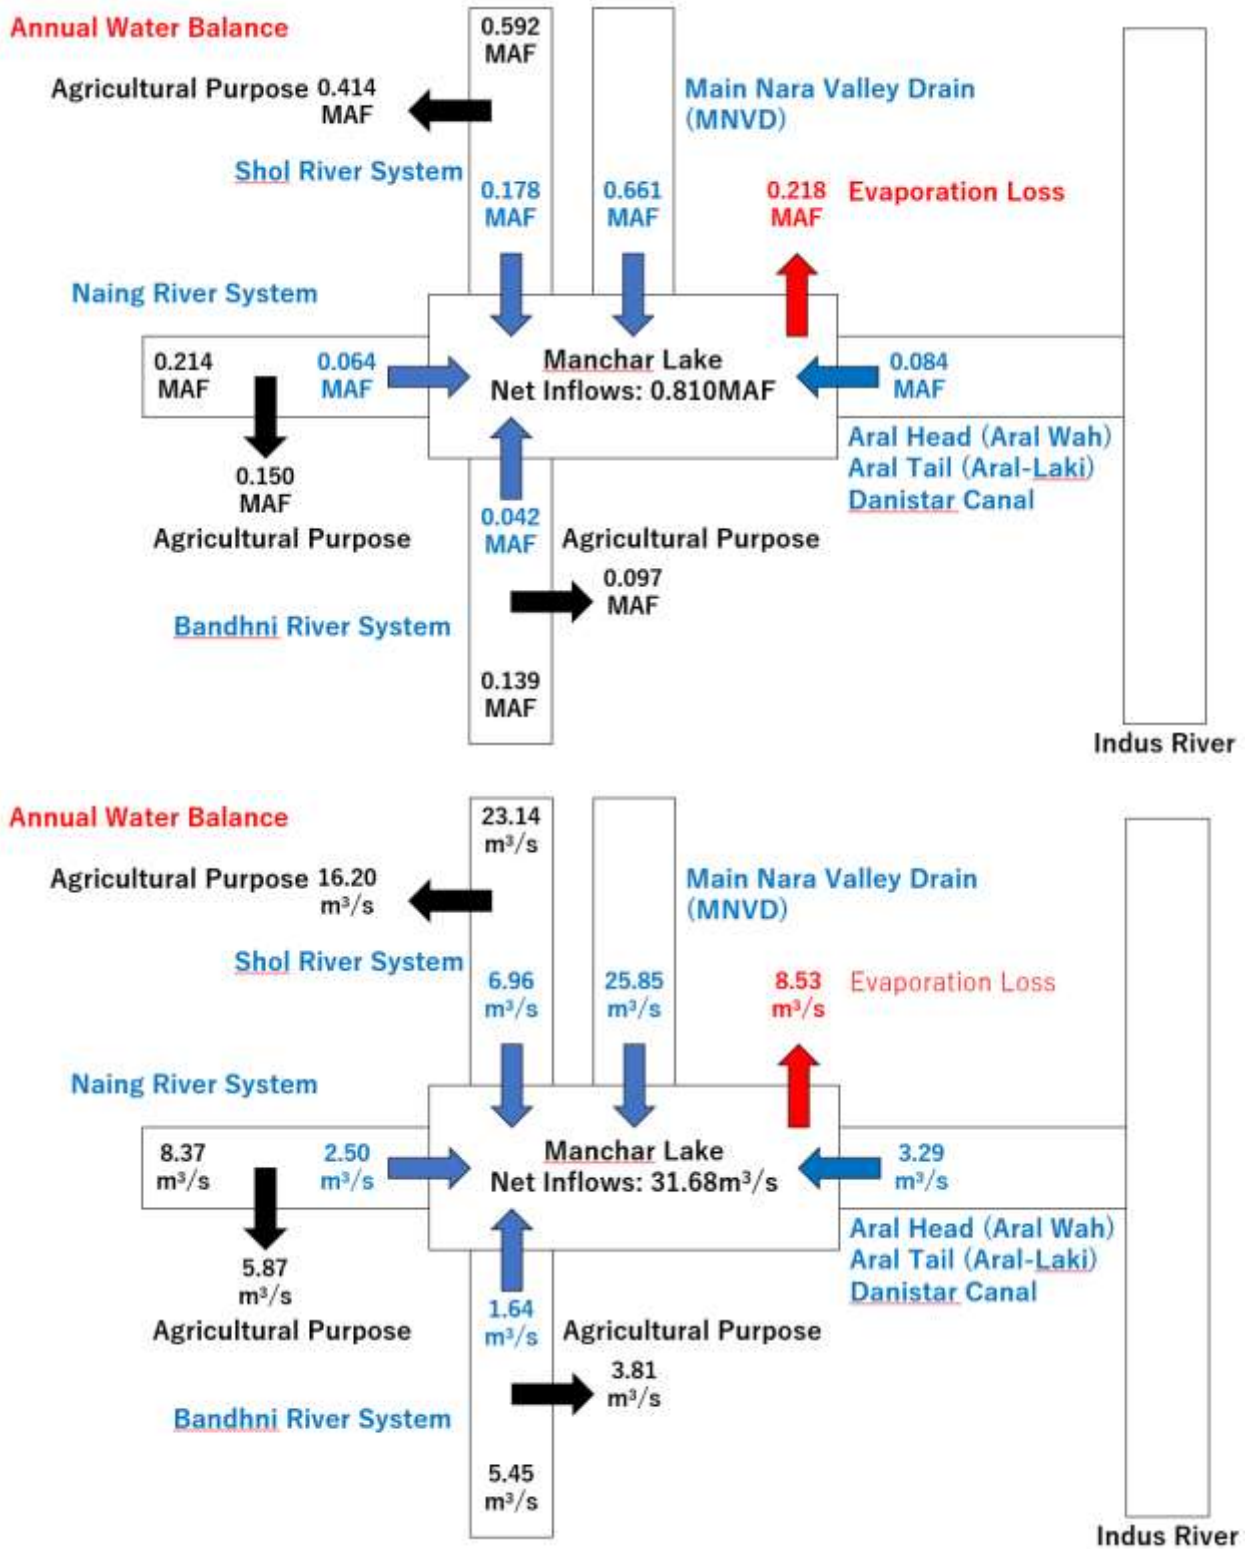 Annual Water Balance
0.592
MAF
Agricultural Purpose 0.414
MAF
Main Nara Valley Drain
(MNVD)
Shol River System
0.178
MAF
0.661
MAF
0.218
MAF
Evaporation Loss
Naing River System
0.214
MAF
0.064
MAF
Manchar Lake
Net Inflows: 0.810MAF
0.084
MAF
Aral Head (Aral Wah)
Aral Tail (Aral-Laki)
Danistar Canal
0.150
MAF
Agricultural Purpose
0.042
MAF
Agricultural Purpose
0.097
MAF
Bandhni River System
0.139
MAF
Indus River
Annual Water Balance
23.14
m³/s
Agricultural Purpose 16.20
m³/s
Main Nara Valley Drain
(MNVD)
Shol River System
6.96
m³/s
25.85
m³/s
8.53
m³/s
Evaporation Loss
Naing River System
8.37
m³/s
2.50
m³/s
Manchar Lake
Net Inflows: 31.68m³/s
3.29
m³/s
Aral Head (Aral Wah)
Aral Tail (Aral-Laki)
Danistar Canal
5.87
m³/s
Agricultural Purpose
1.64
m³/s
Agricultural Purpose
3.81
m³/s
Bandhni River System
5.45
m³/s
Indus River